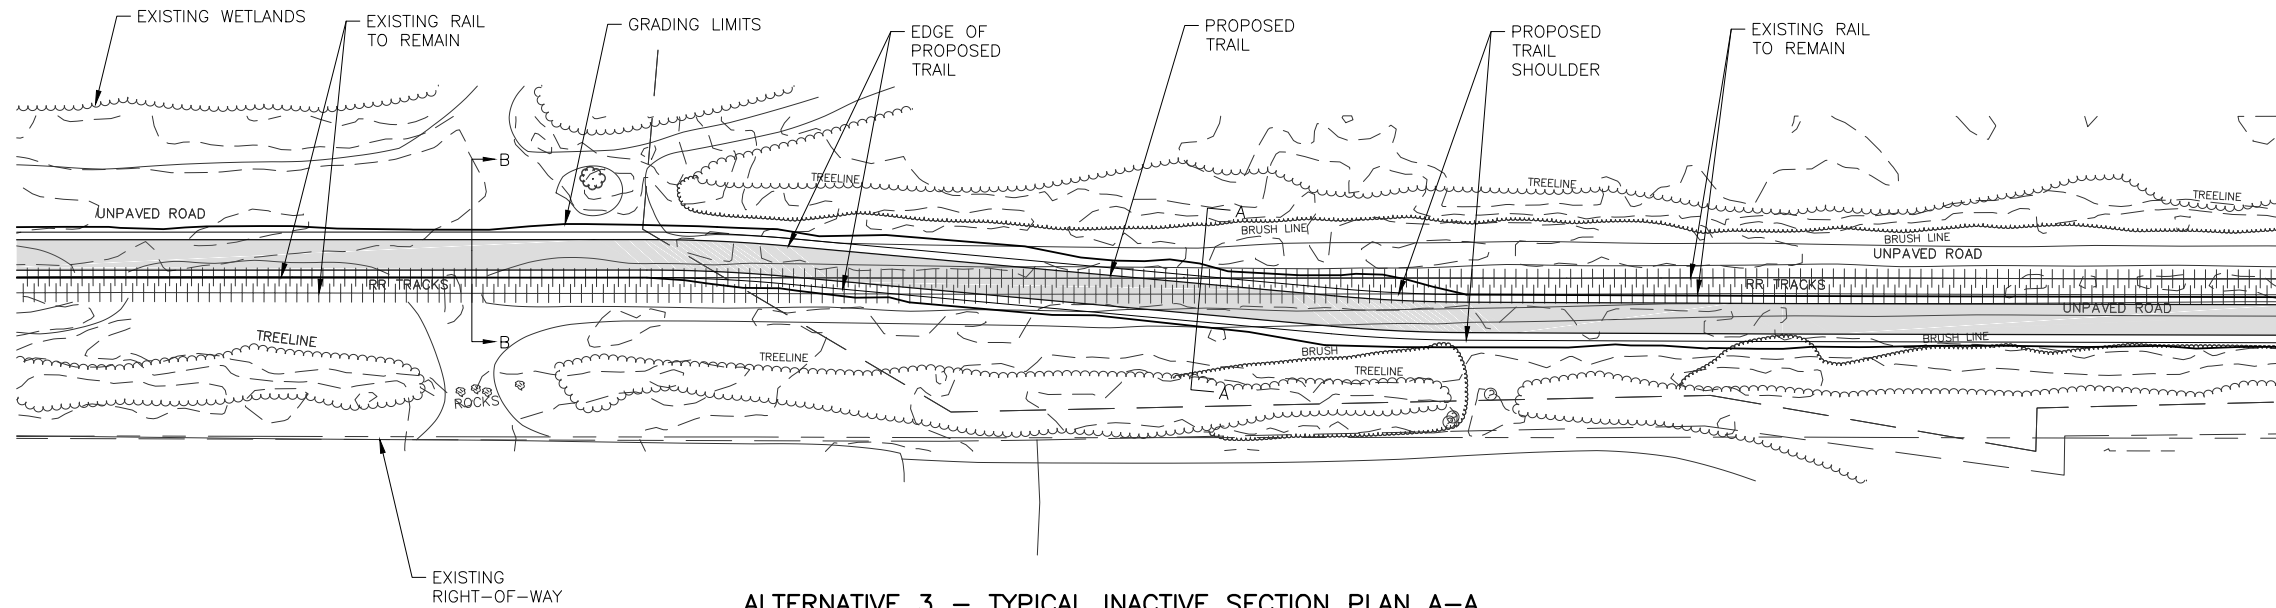 EXISTING WETLANDS
EXISTING RAIL
TO REMAIN
GRADING LIMITS
EDGE OF
PROPOSED
TRAIL
PROPOSED
TRAIL
PROPOSED
TRAIL
SHOULDER
EXISTING RAIL
TO REMAIN
B
TREELINE
TREELINE
TREELINE
UNPAVED ROAD
A
BRUSH LINE
BRUSH LINE
UNPAVED ROAD
RR TRACKS
RR TRACKS
UNPAVED ROAD
TREELINE
B
TREELINE
BRUSH
BRUSH LINE
TREELINE
A
ROCKS
EXISTING
RIGHT-OF-WAY
ALTERNATIVE 3 - TYPICAL INACTIVE SECTION PLAN A-A